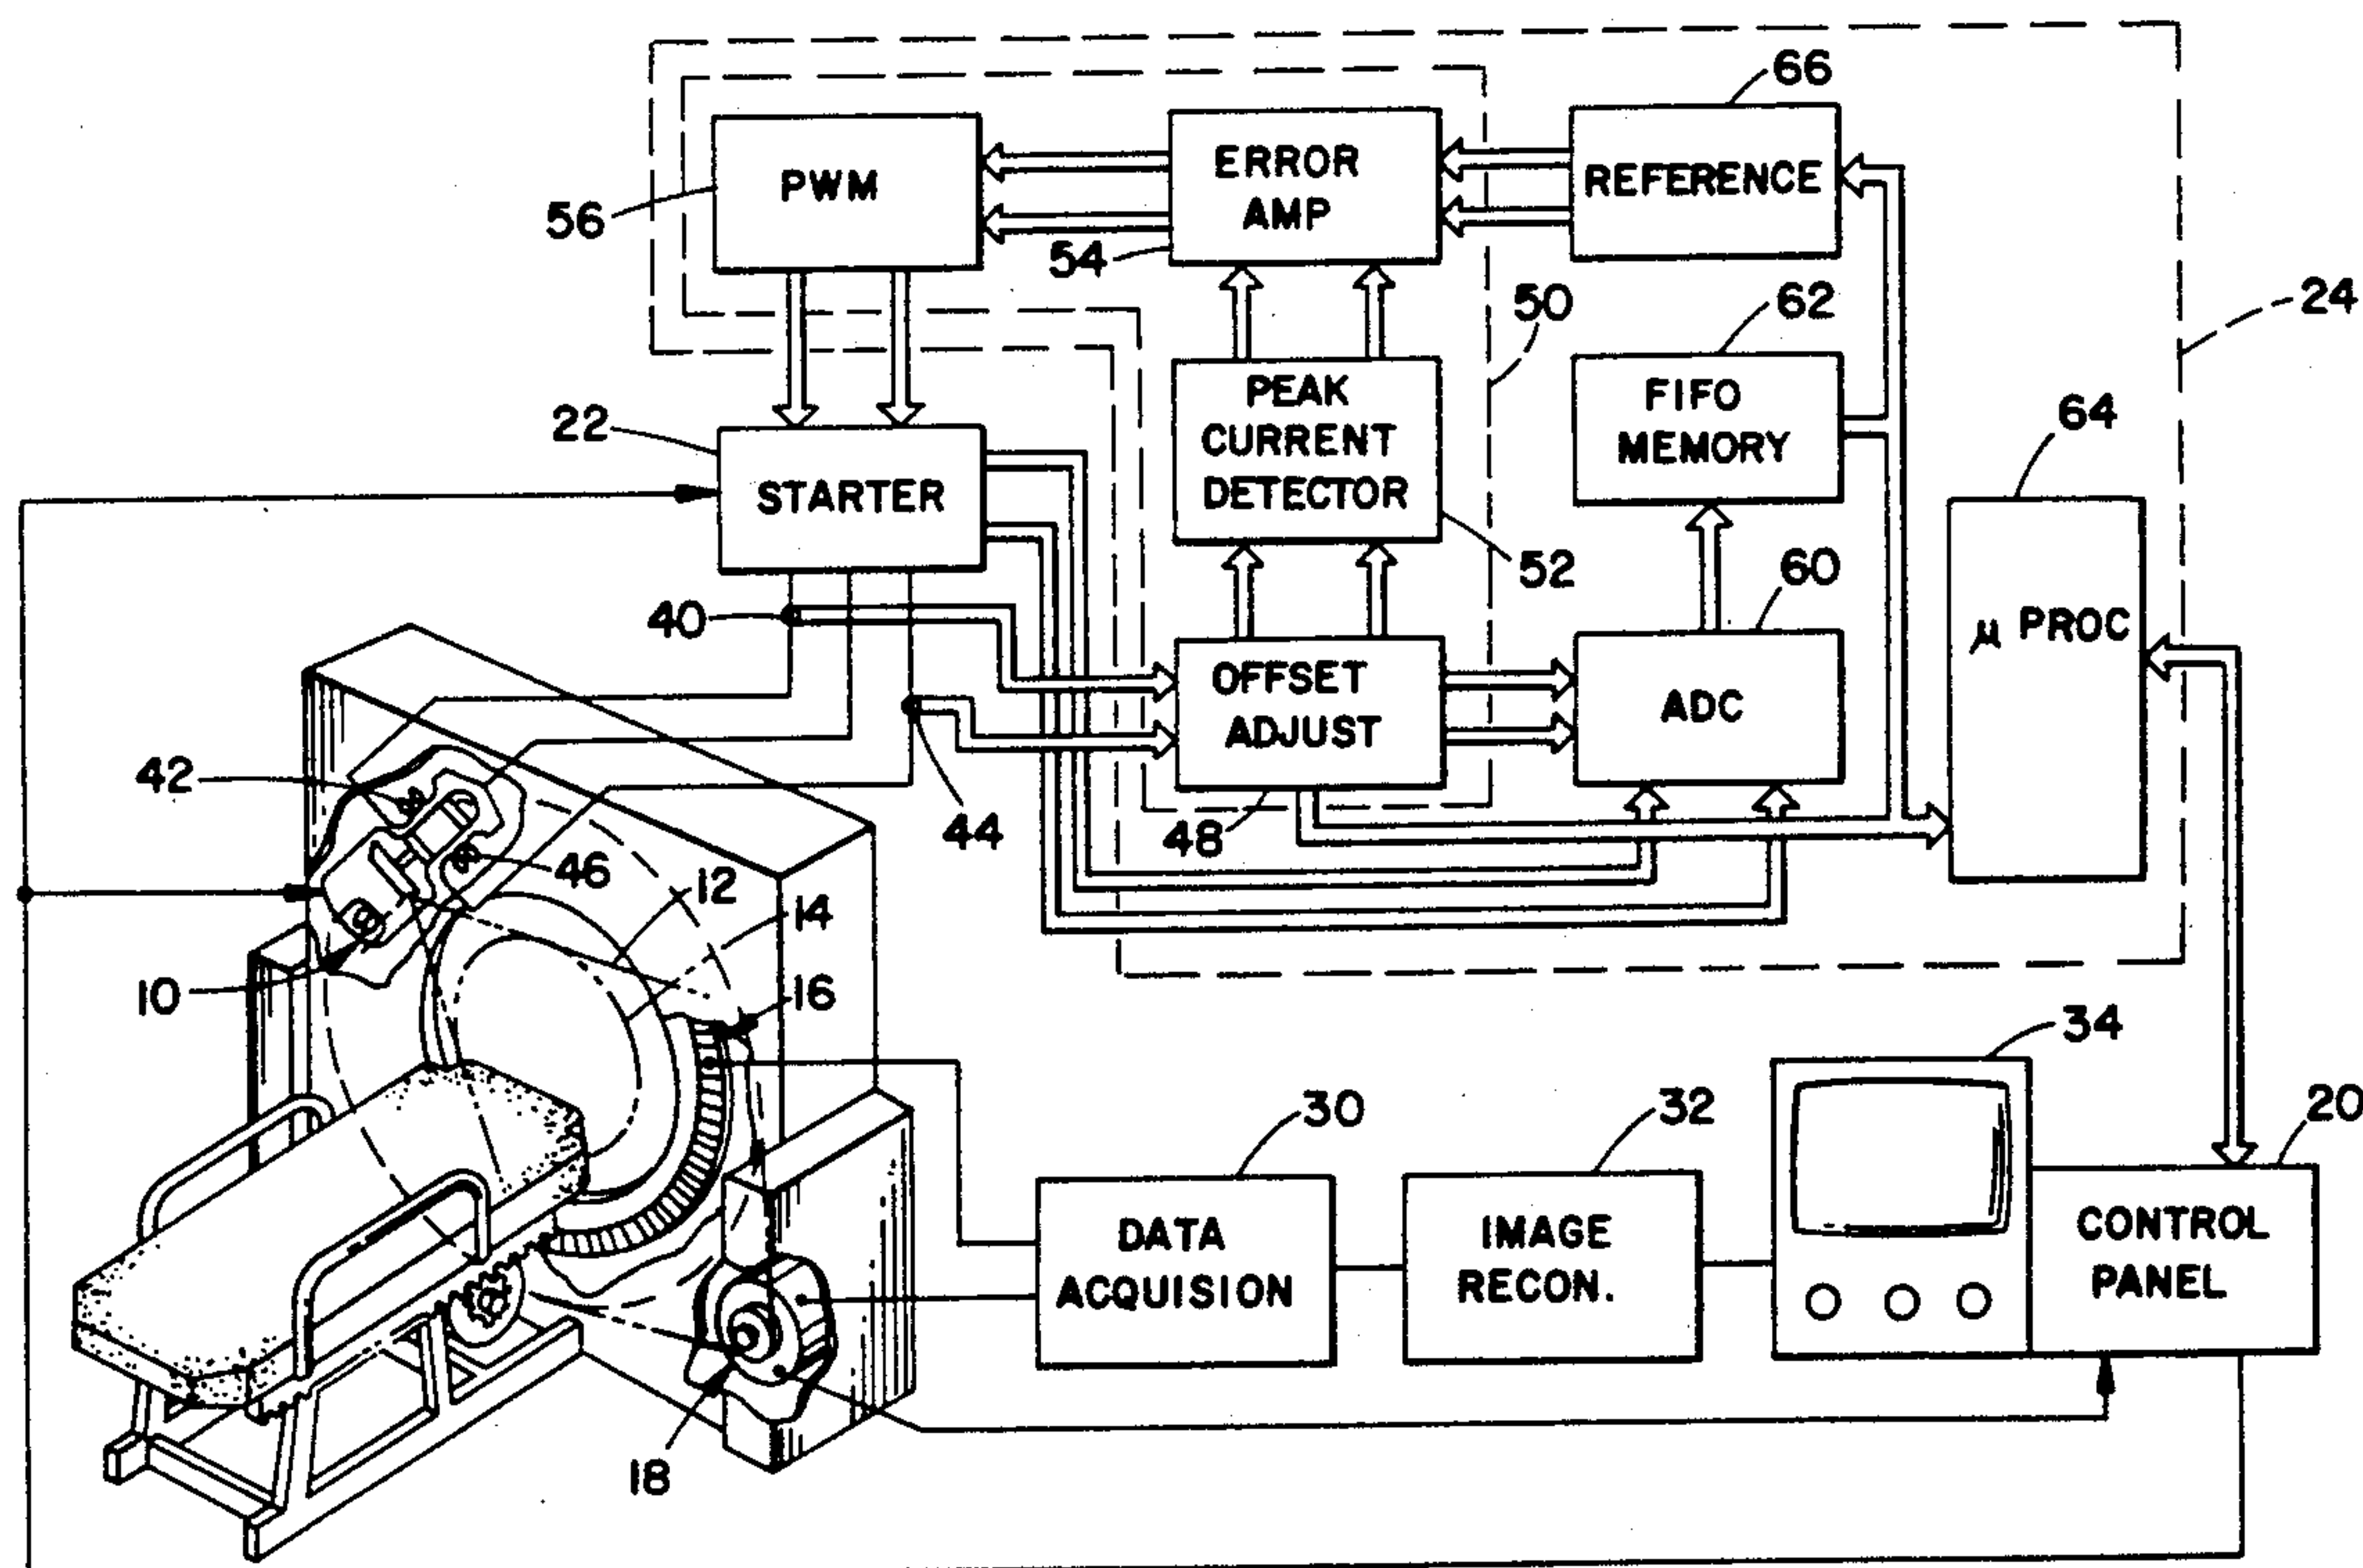 66
PWM
ERROR
AMP
REFERENCE
56
54
62
50
24
22
PEAK
CURRENT
DETECTOR
FIFO
MEMORY
64
STARTER
52
60
40
μ PROC
OFFSET
ADJUST
ADC
42
44
48
46
12
14
10
16
34
30
32
20
DATA
ACQUISION
IMAGE
RECON.
CONTROL
PANEL
18